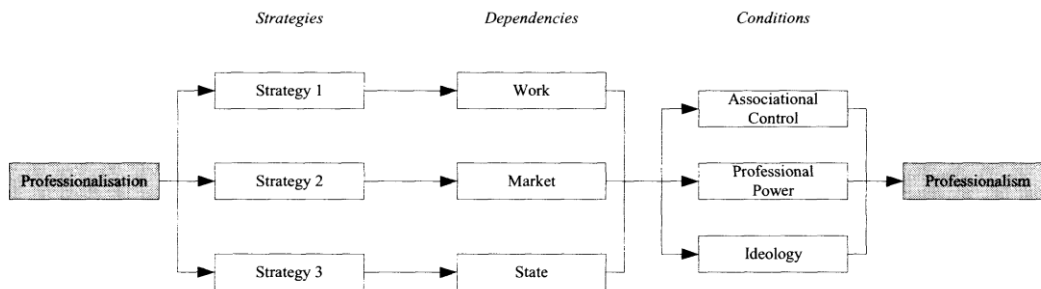 Strategies
Dependencies
Conditions
Strategy 1
Work
Associational
Control
Professionalisation
Strategy 2
Market
Professional
Power
Professionalism
Strategy 3
State
Ideology